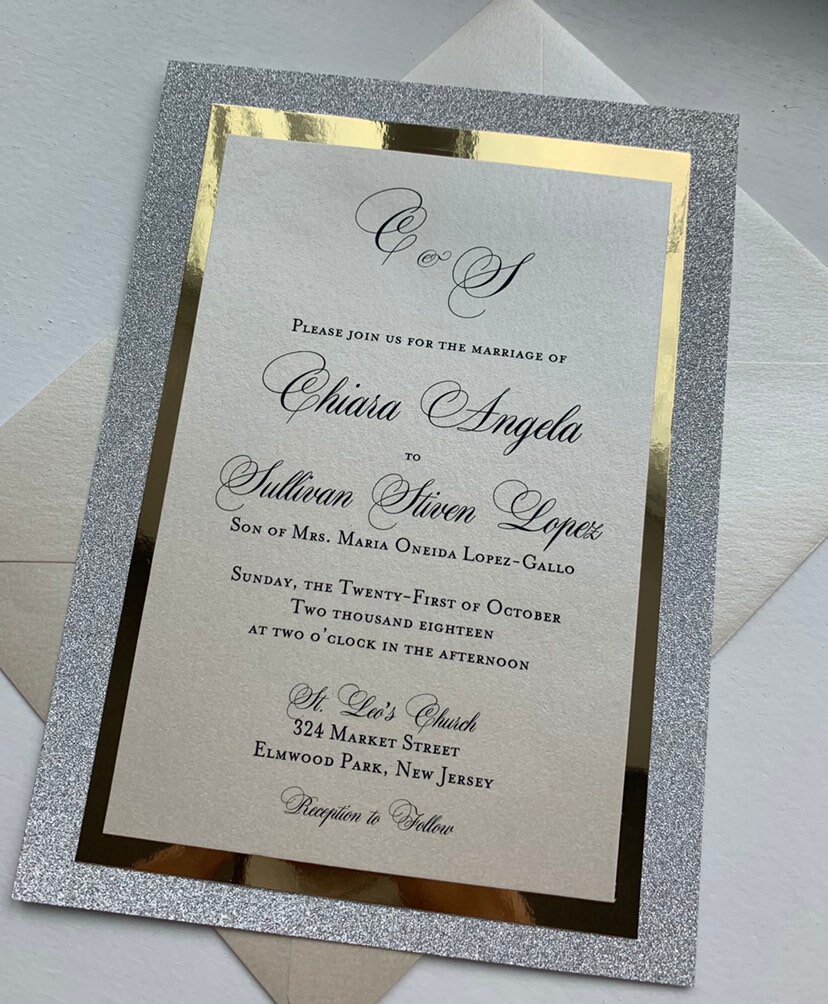 C & S
Please join us for the marriage of
Chiara Angela
to
Sullivan Stiven Lopez
Son of Mrs. Maria Oneida Lopez-Gallo
Sunday, the Twenty-First of October
Two thousand eighteen
at two o'clock in the afternoon
St. Leo's Church
324 Market Street
Elmwood Park, New Jersey
Reception to Follow